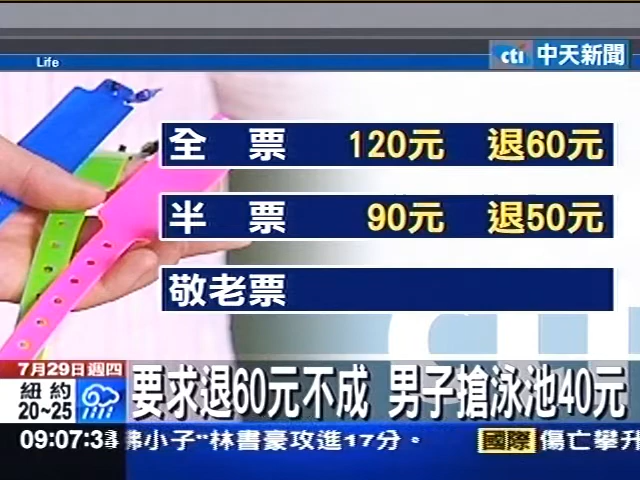 Life
cti 中天新聞
全 票 120元 退60元
半 票 90元 退50元
敬老票
7月29日週四
紐約
20~25
要求退60元不成 男子搶泳池40元
09:07:3
佛小子"林書豪攻進17分。 國際 傷亡攀升